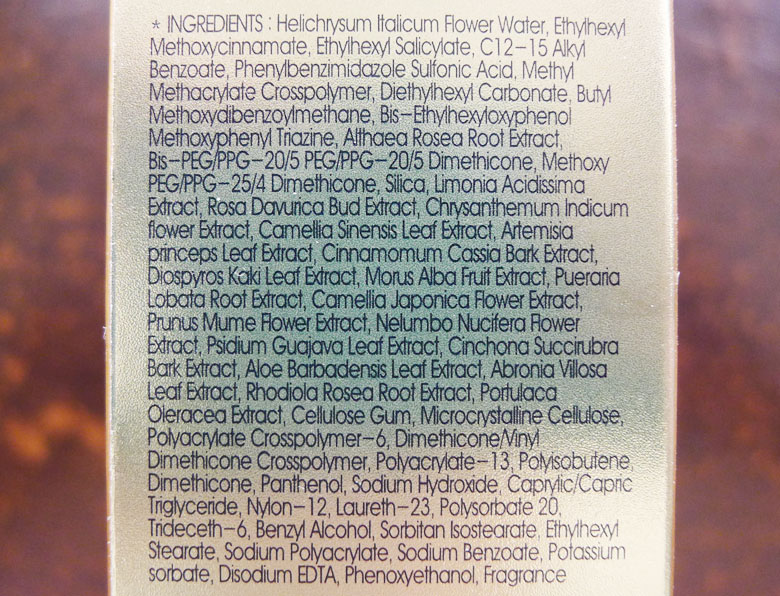 * INGREDIENTS : Helichrysum Italicum Flower Water, Ethylhexyl
Methoxycinnamate, Ethylhexyl Salicylate, C12-15 Alkyl
Benzoate, Phenylbenzimidazole Sulfonic Acid, Methyl
Methacrylate Crosspolymer, Diethylhexyl Carbonate, Butyl
Methoxydibenzoylmethane, Bis-Ethylhexyloxyphenol
Methoxyphenyl Triazine, Althaea Rosea Root Extract,
Bis-PEG/PPG-20/5 PEG/PPG-20/5 Dimethicone, Methoxy
PEG/PPG-25/4 Dimethicone, Silica, Limonia Acidissima
Extract, Rosa Davurica Bud Extract, Chrysanthemum Indicum
flower Extract, Camellia Sinensis Leaf Extract, Artemisia
princeps Leaf Extract, Cinnamomum Cassia Bark Extract,
Diospyros Kaki Leaf Extract, Morus Alba Fruit Extract, Pueraria
Lobata Root Extract, Camellia Japonica Flower Extract,
Prunus Mume Flower Extract, Nelumbo Nucifera Flower
Extract, Psidium Guajava Leaf Extract, Cinchona Succirubra
Bark Extract, Aloe Barbadensis Leaf Extract, Abronia Villosa
Leaf Extract, Rhodiola Rosea Root Extract, Portulaca
Oleracea Extract, Cellulose Gum, Microcrystalline Cellulose,
Polyacrylate Crosspolymer-6, Dimethicone/Vinyl
Dimethicone Crosspolymer, Polyacrylate-13, Polyisobutene,
Dimethicone, Panthenol, Sodium Hydroxide, Caprylic/Capric
Triglyceride, Nylon-12, Laureth-23, Polysorbate 20,
Trideceth-6, Benzyl Alcohol, Sorbitan Isostearate, Ethylhexyl
Stearate, Sodium Polyacrylate, Sodium Benzoate, Potassium
sorbate, Disodium EDTA, Phenoxyethanol, Fragrance